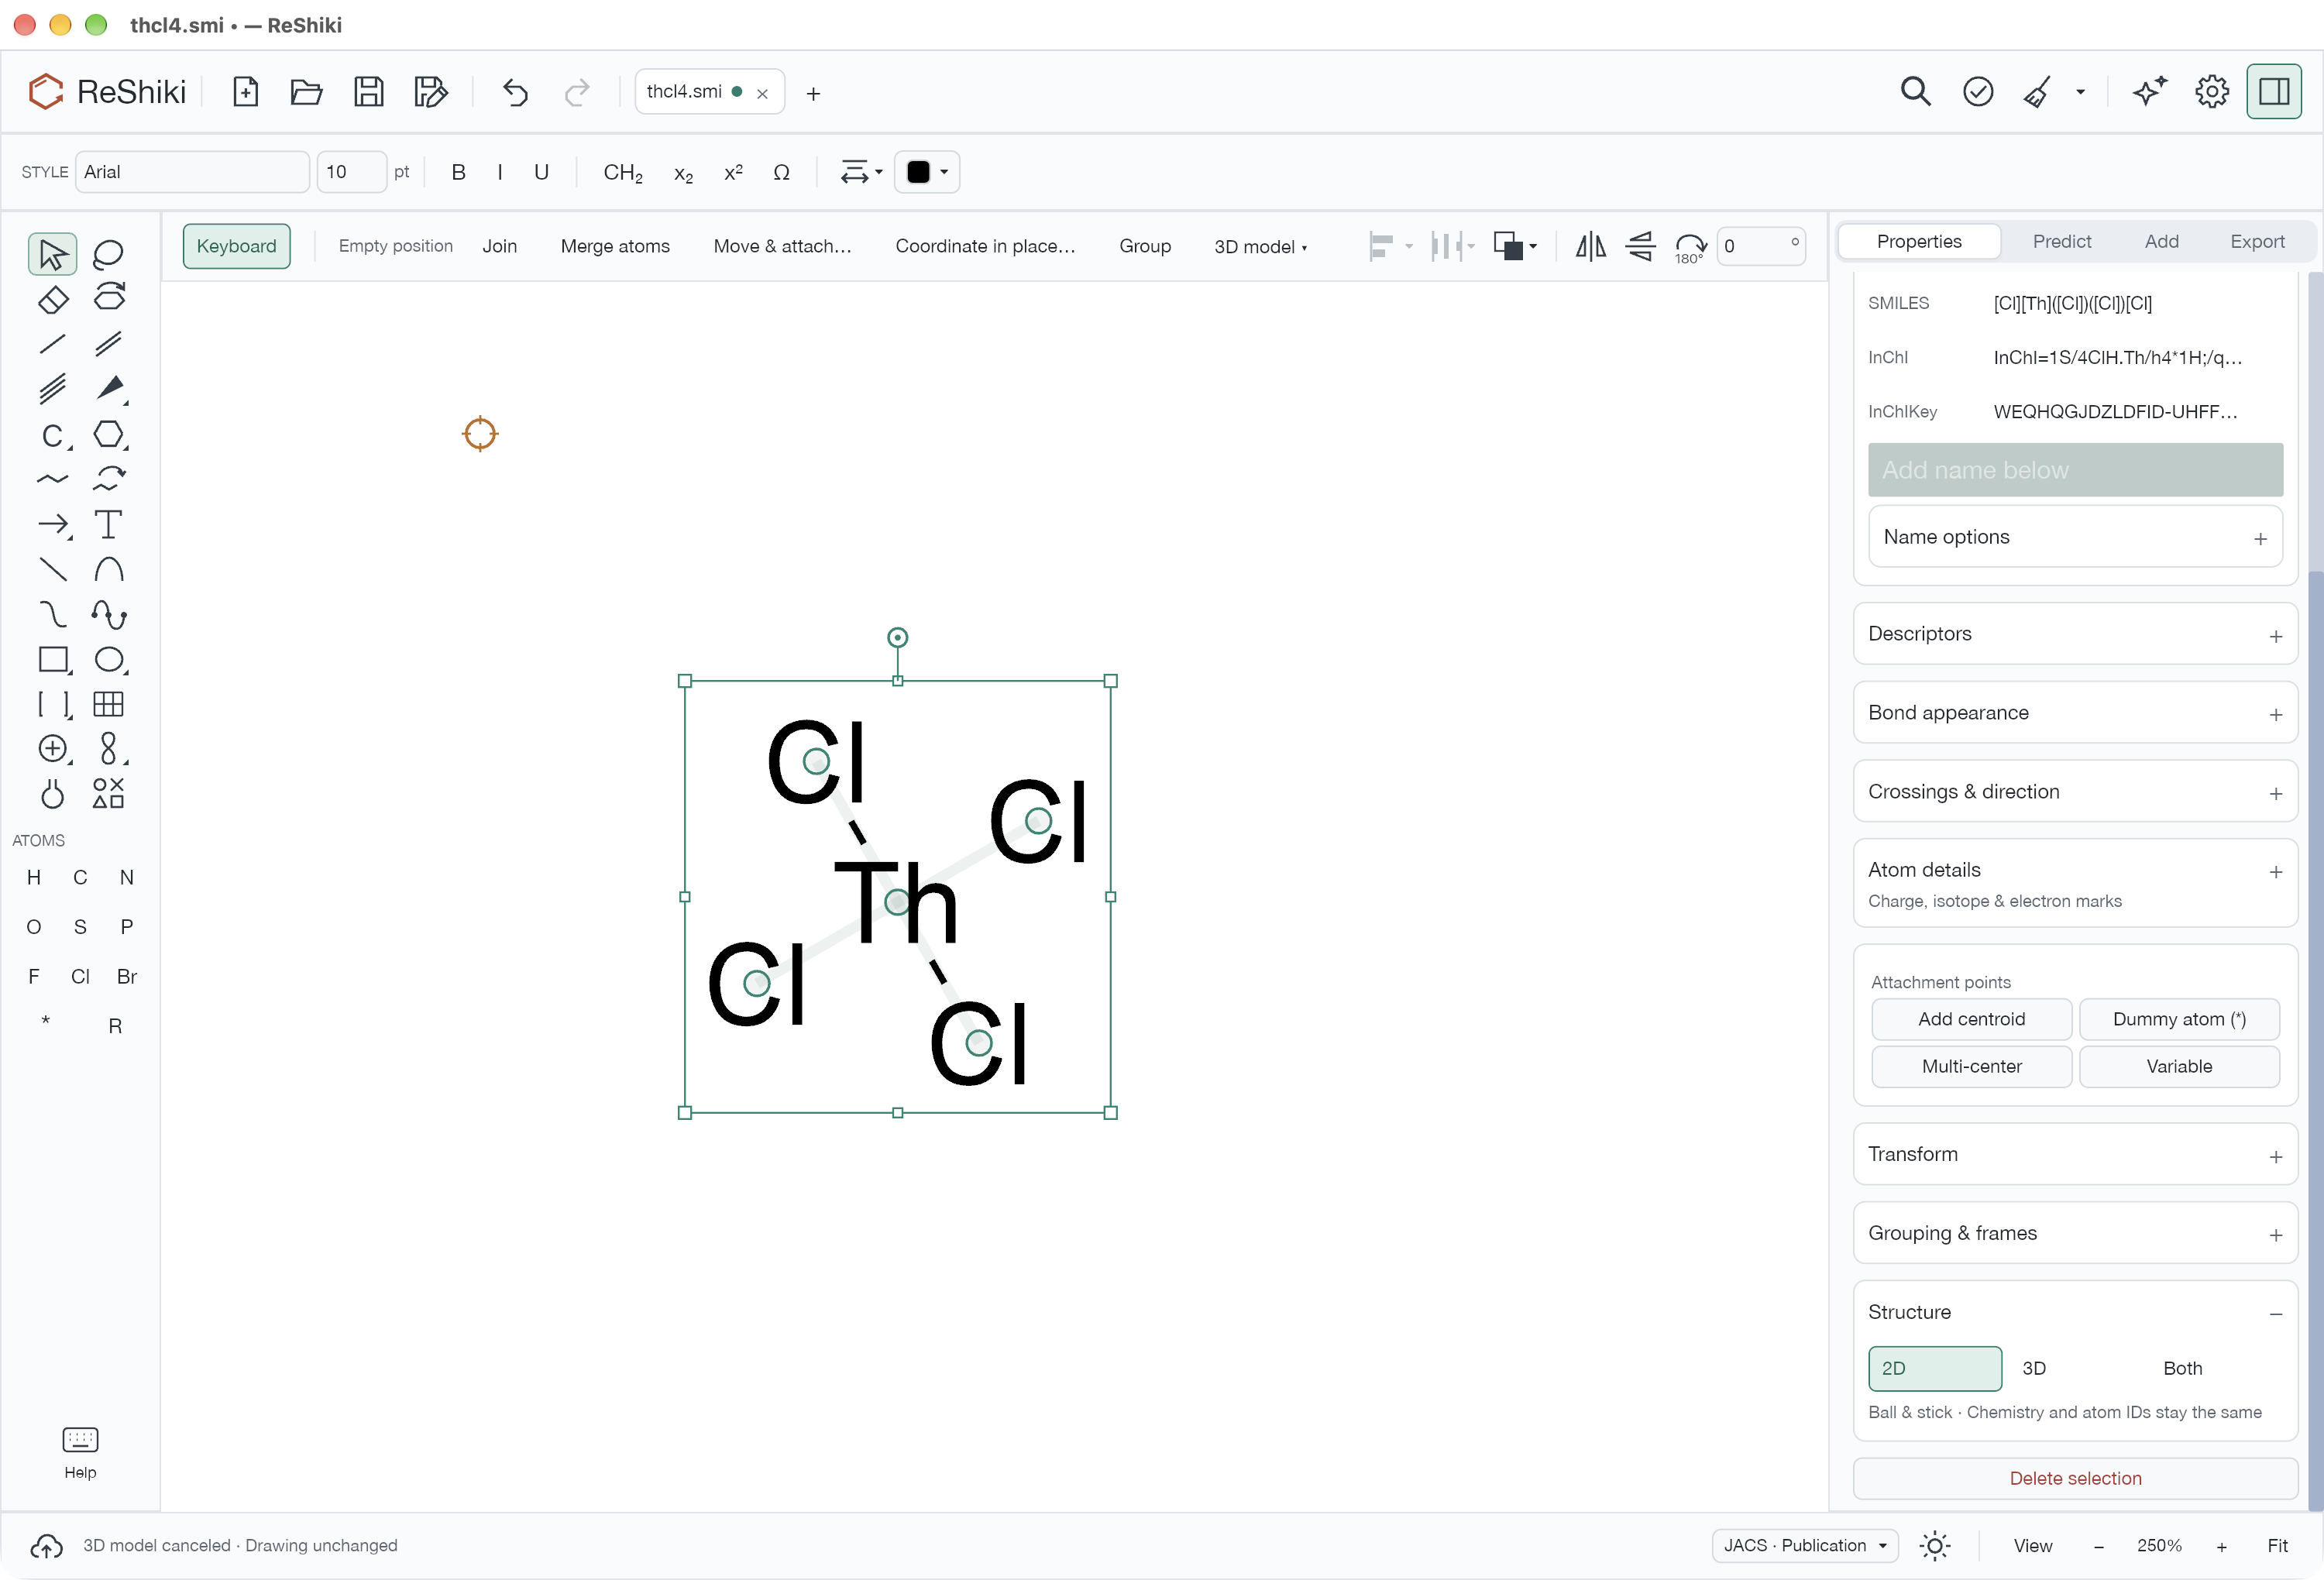 thcl4.smi • — ReShiki
ReShiki
thcl4.smi ● × +
STYLE Arial 10 pt B I U CH₂ x₂ x² Ω
Keyboard Empty position Join Merge atoms Move & attach... Coordinate in place... Group 3D model 180° 0 °
Properties Predict Add Export
SMILES [Cl][Th]([Cl])([Cl])[Cl]
InChI InChI=1S/4ClH.Th/h4*1H;/q...
InChIKey WEQHQGJDZLDFID-UHFF...
Add name below
Name options +
Descriptors +
Bond appearance +
Crossings & direction +
Atom details +
Charge, isotope & electron marks
Attachment points
Add centroid Dummy atom (*)
Multi-center Variable
Transform +
Grouping & frames +
Structure −
2D 3D Both
Ball & stick · Chemistry and atom IDs stay the same
Delete selection
C
T
ATOMS
H C N
O S P
F Cl Br
* R
Help
Cl
Cl
Th
Cl
Cl
3D model canceled · Drawing unchanged
JACS · Publication View − 250% + Fit